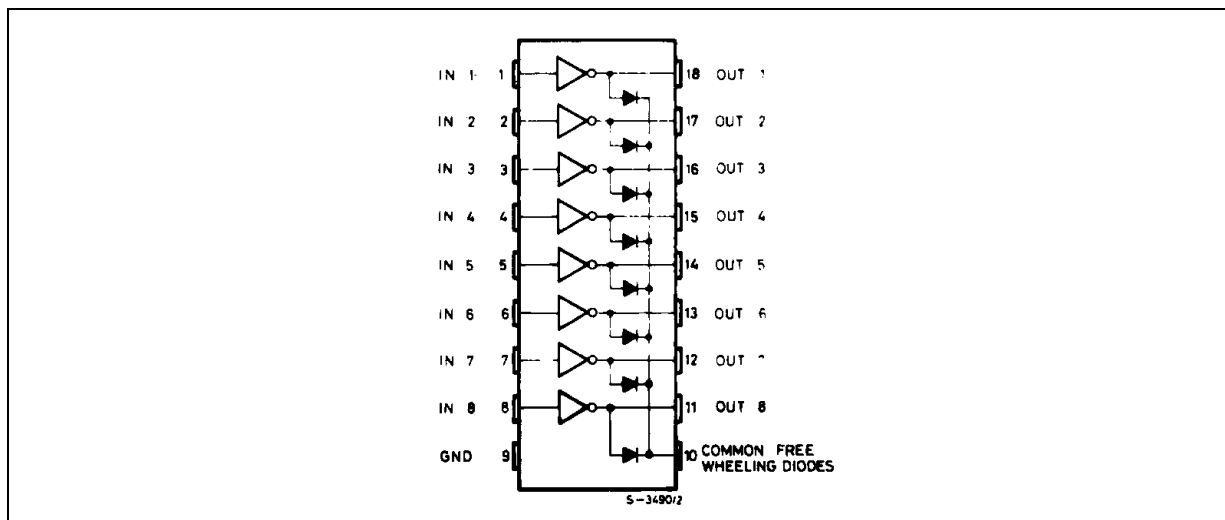 IN 1 1 18 OUT 1
IN 2 2 17 OUT 2
IN 3 3 16 OUT 3
IN 4 4 15 OUT 4
IN 5 5 14 OUT 5
IN 6 6 13 OUT 6
IN 7 7 12 OUT
IN 8 8 11 OUT 8
GND 9 10 COMMON FREE
WHEELING DIODES
S-3490/2